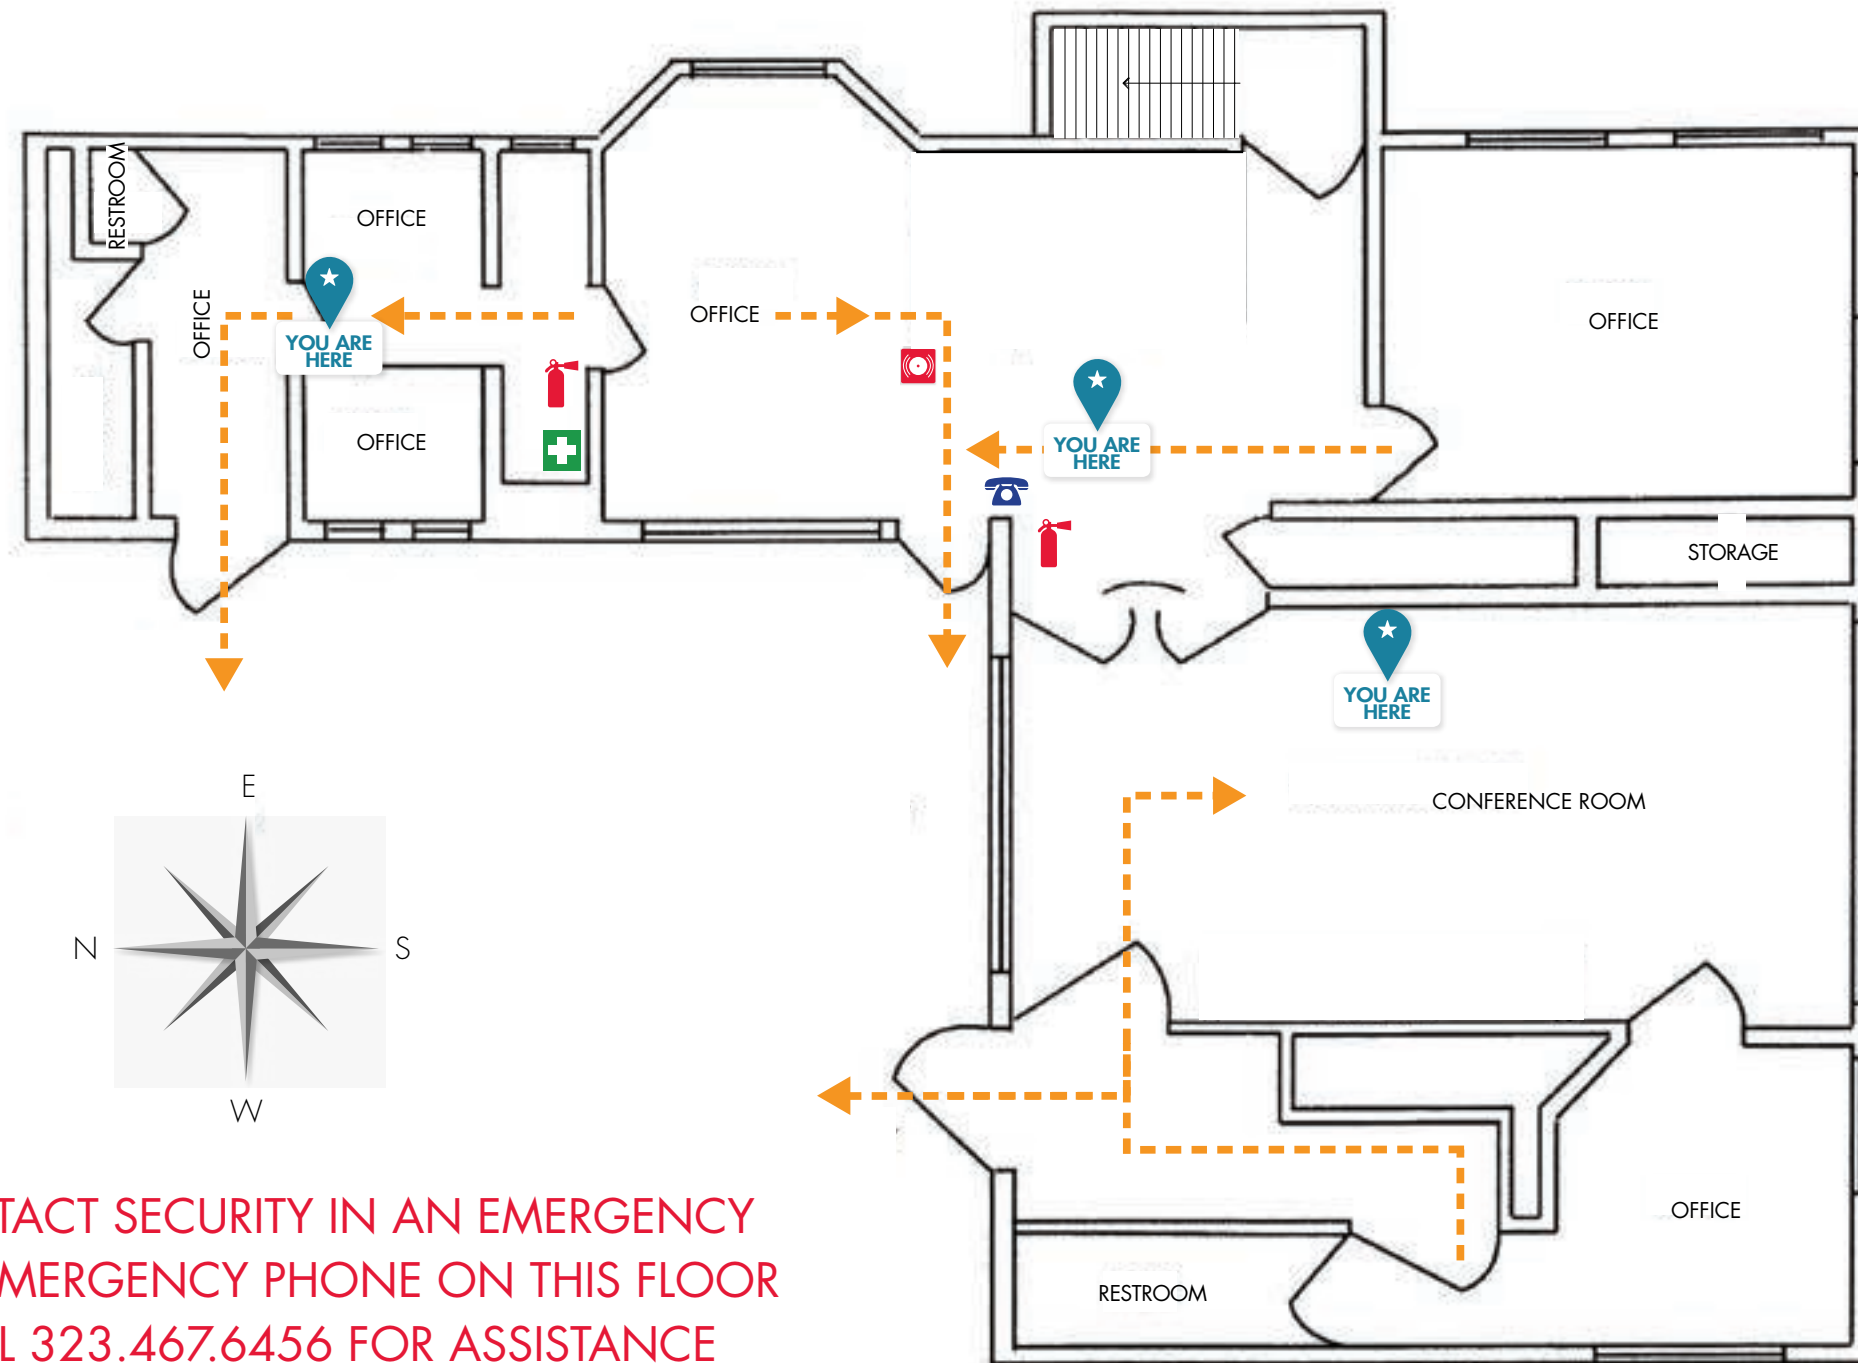 RESTROOM
OFFICE
OFFICE
YOU ARE
HERE
OFFICE
OFFICE
YOU ARE
HERE
OFFICE
STORAGE
YOU ARE
HERE
CONFERENCE ROOM
E
N
S
W
OFFICE
RESTROOM
TACT SECURITY IN AN EMERGENCY
MERGENCY PHONE ON THIS FLOOR
L 323.467.6456 FOR ASSISTANCE